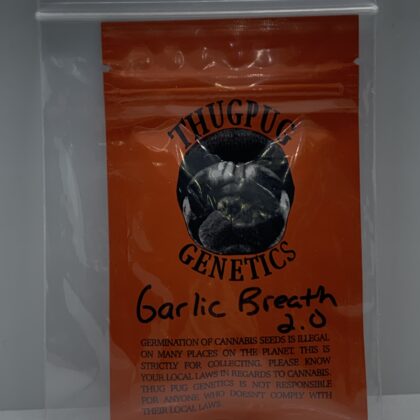 THUGPUG
GENETICS
Garlic Breath
2.0
GERMINATION OF CANNABIS SEEDS IS ILLEGAL
ON MANY PLACES ON THE PLANET. THIS IS
STRICTLY FOR COLLECTING. PLEASE KNOW
YOUR LOCAL LAWS IN REGARDS TO CANNABIS.
THUG PUG GENETICS IS NOT RESPONSIBLE
FOR ANYONE WHO DOESN'T COMPLY WITH
THEIR LOCAL LAWS